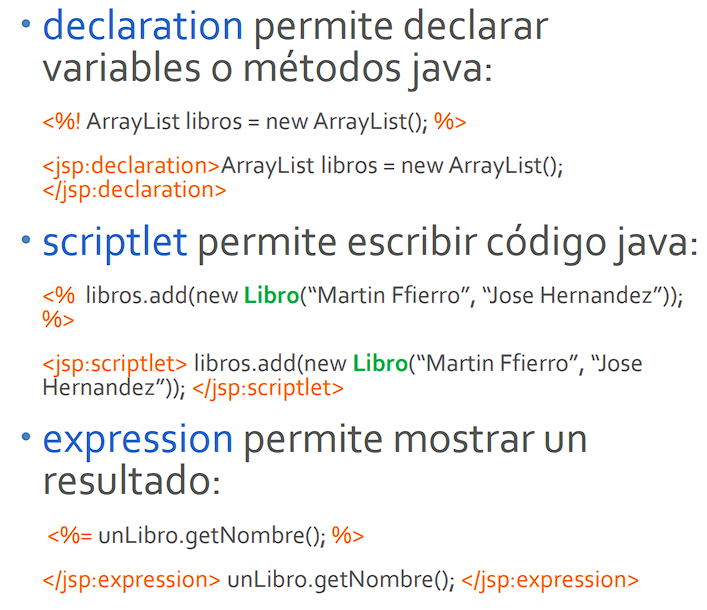 • declaration permite declarar
variables o métodos java:
<%! ArrayList libros = new ArrayList(); %>
<jsp:declaration>ArrayList libros = new ArrayList();
</jsp:declaration>
• scriptlet permite escribir código java:
<% libros.add(new Libro(“Martin Ffierro”, “Jose Hernandez”));
%>
<jsp:scriptlet> libros.add(new Libro(“Martin Ffierro”, “Jose
Hernandez”)); </jsp:scriptlet>
• expression permite mostrar un
resultado:
<%= unLibro.getNombre(); %>
</jsp:expression> unLibro.getNombre(); </jsp:expression>